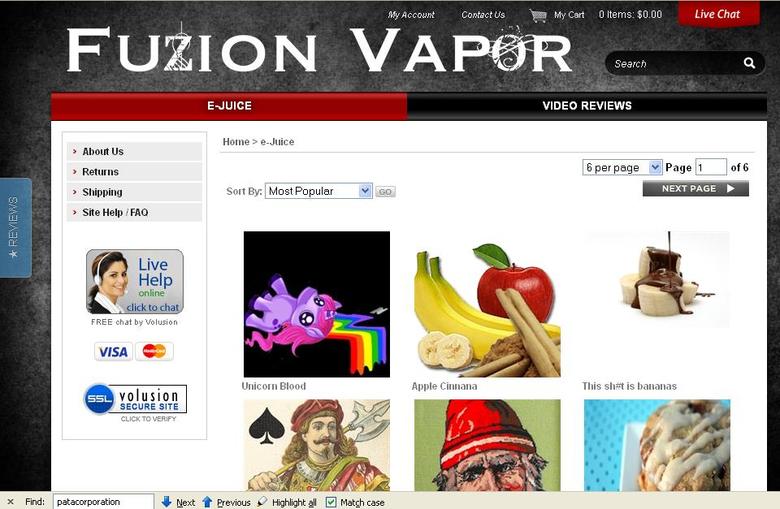 My Account Contact Us My Cart 0 Items: $0.00 Live Chat
FUZION VAPOR
Search
E-JUICE VIDEO REVIEWS
About Us
Returns
Shipping
Site Help / FAQ
★ REVIEWS
Live
Help
online
click to chat
FREE chat by Volusion
VISA MasterCard
SSL volusion
SECURE SITE
CLICK TO VERIFY
Home > e-Juice
6 per page Page 1 of 6
Sort By: Most Popular GO
NEXT PAGE
Unicorn Blood Apple Cinnana This sh#t is bananas
Find: patacorporation Next Previous Highlight all Match case